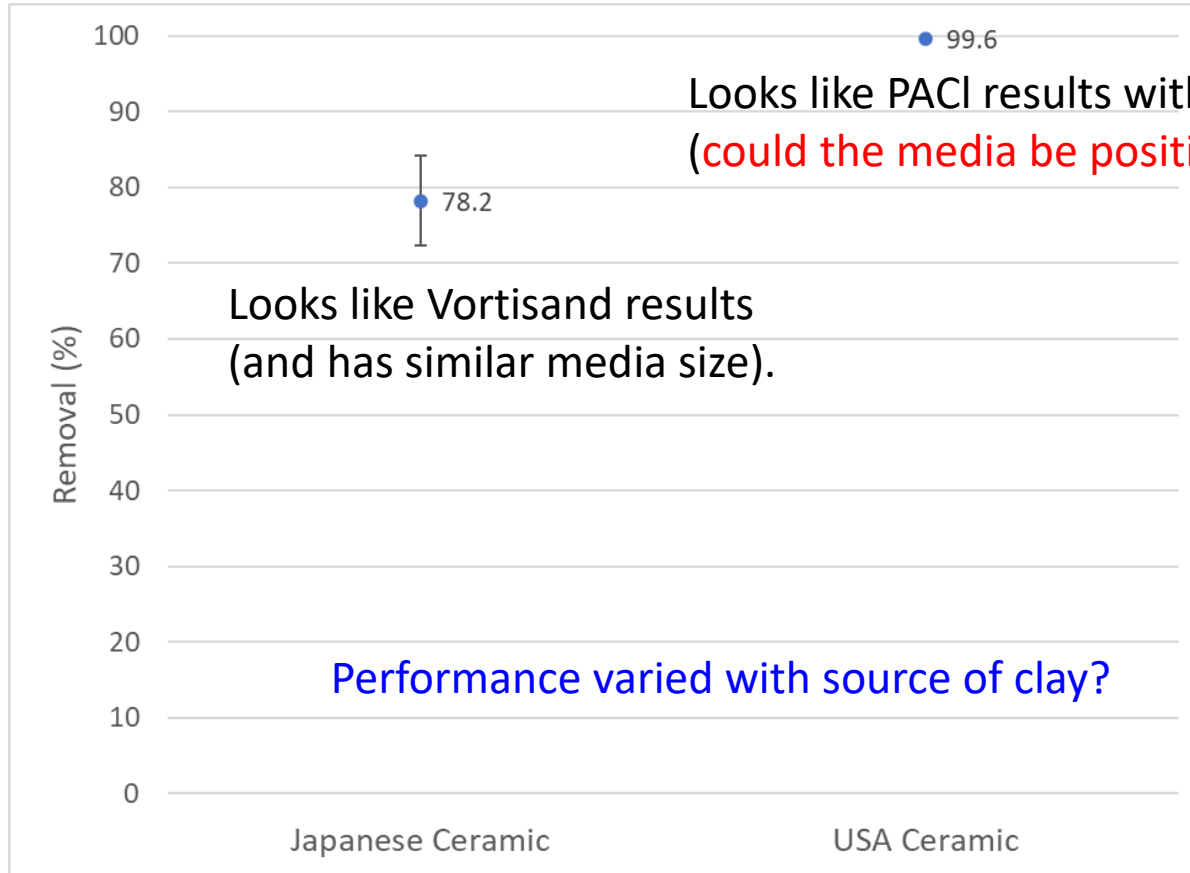 100
99.6
Looks like PACl results with
(could the media be positi
90
80
78.2
70
Looks like Vortisand results
(and has similar media size).
60
50
40
30
20
10
0
Removal (%)
Performance varied with source of clay?
Japanese Ceramic
USA Ceramic